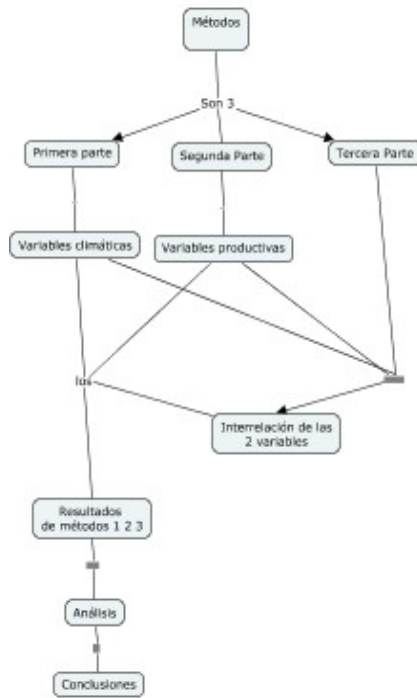 Métodos
Son 3
Primera parte
Segunda Parte
Tercera Parte
Variables climáticas
Variables productivas
los
Interrelación de las
2 variables
Resultados
de métodos 1 2 3
Análisis
Conclusiones